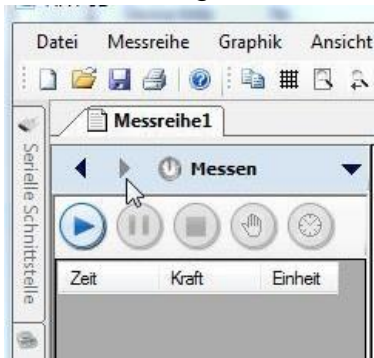 Datei Messreihe Graphik Ansicht
Messreihe1
Serielle Schnittstelle
Messen
Zeit Kraft Einheit